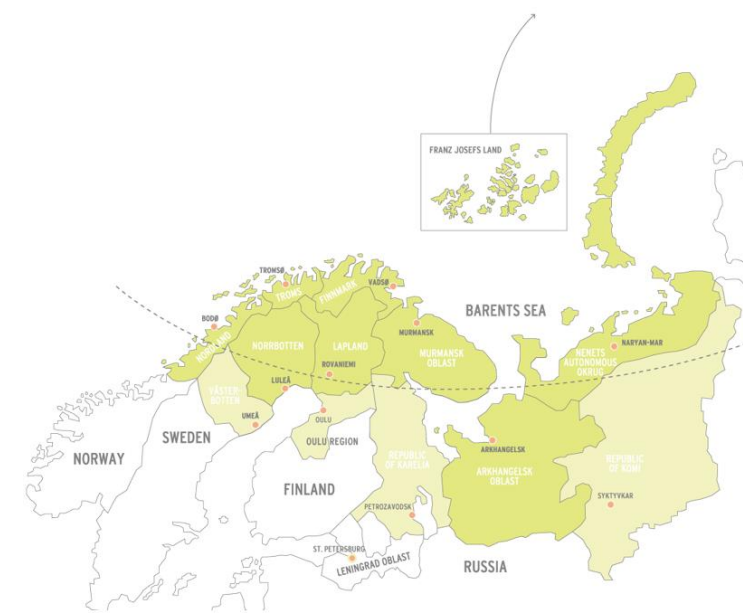 FRANZ JOSEFS LAND
TROMSØ
TROMS
FINNMARK
VADSØ
BARENTS SEA
BODØ
NORDLAND
NORRBOTTEN
LAPLAND
MURMANSK
MURMANSK
OBLAST
NARYAN-MAR
NENETS
AUTONOMOUS
OKRUG
ROVANIEMI
LULEÅ
VÄSTER-
BOTTEN
UMEÅ
OULU
OULU REGION
SWEDEN
NORWAY
FINLAND
REPUBLIC
OF KARELIA
ARKHANGELSK
ARKHANGELSK
OBLAST
REPUBLIC
OF KOMI
SYKTYVKAR
PETROZAVODSK
ST. PETERSBURG
LENINGRAD OBLAST
RUSSIA